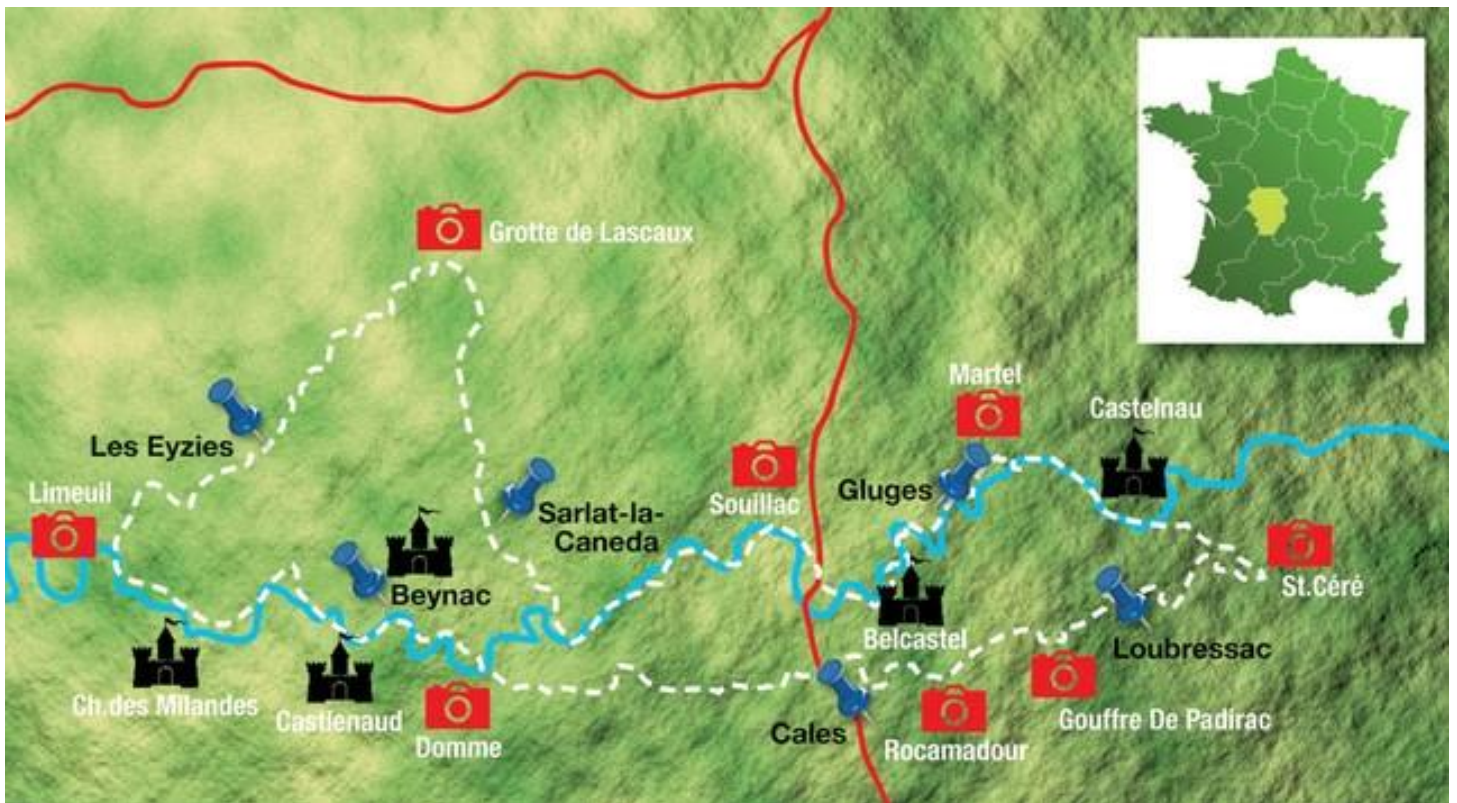 Grotte de Lascaux
Martel
Castelnau
Les Eyzies
Limeuil
Gluges
Souillac
Sarlat-la-
Caneda
St.Céré
Beynac
Belcastel
Loubressac
Ch.des Milandes
Castlenaud
Gouffre De Padirac
Domme
Cales
Rocamadour